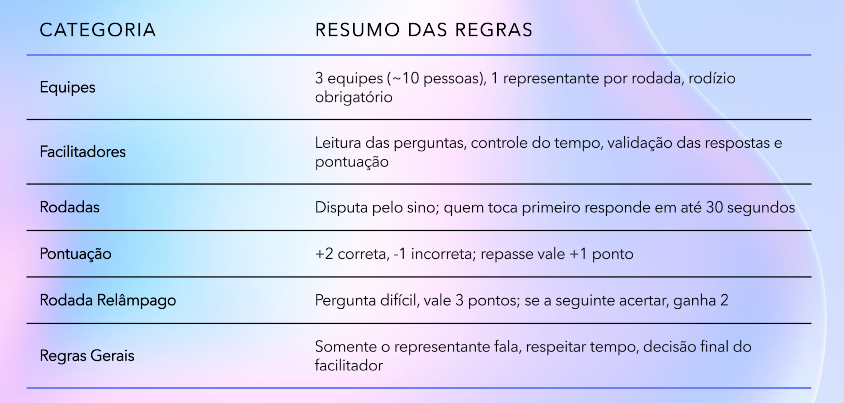 CATEGORIA RESUMO DAS REGRAS
Equipes
3 equipes (~10 pessoas), 1 representante por rodada, rodízio
obrigatório
Facilitadores
Leitura das perguntas, controle do tempo, validação das respostas e
pontuação
Rodadas
Disputa pelo sino; quem toca primeiro responde em até 30 segundos
Pontuação
+2 correta, -1 incorreta; repasse vale +1 ponto
Rodada Relâmpago
Pergunta difícil, vale 3 pontos; se a seguinte acertar, ganha 2
Regras Gerais
Somente o representante fala, respeitar tempo, decisão final do
facilitador